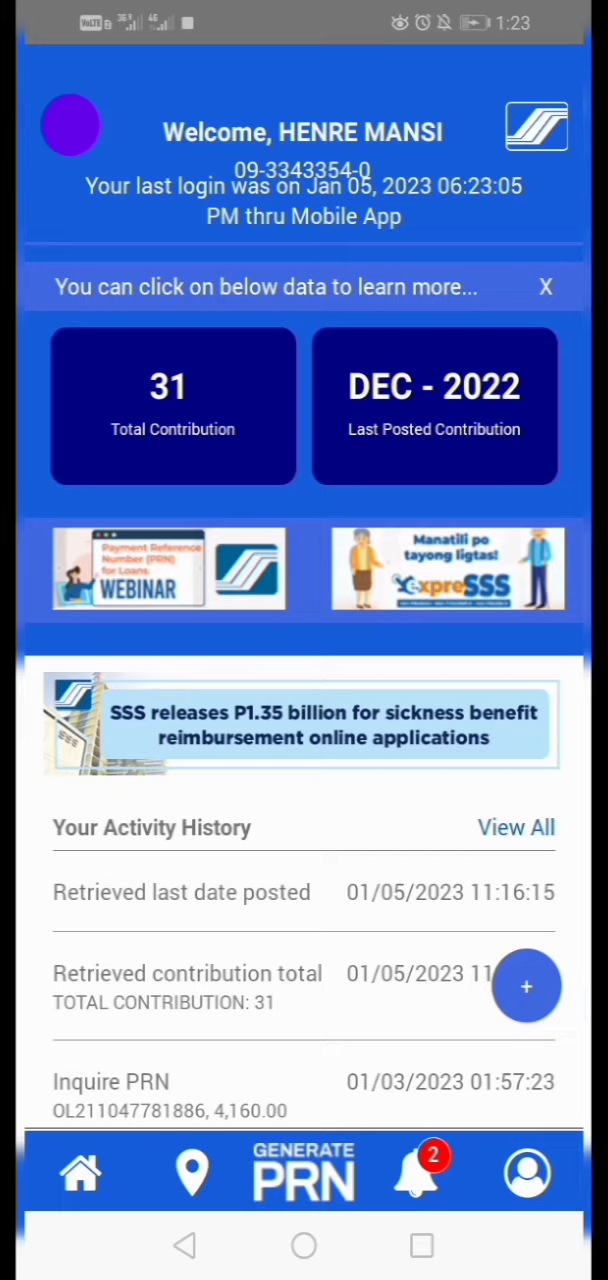 VoLTE 2 36 46 1:23
Welcome, HENRE MANSI
09-3343354-0
Your last login was on Jan 05, 2023 06:23:05
PM thru Mobile App
You can click on below data to learn more... X
31 DEC - 2022
Total Contribution Last Posted Contribution
Payment Reference
Number (PRN)
for Loans
WEBINAR
Manatili po
tayong ligtas!
expreSSS
SSS releases P1.35 billion for sickness benefit
reimbursement online applications
Your Activity History View All
Retrieved last date posted 01/05/2023 11:16:15
Retrieved contribution total 01/05/2023 11
+
TOTAL CONTRIBUTION: 31
Inquire PRN 01/03/2023 01:57:23
OL211047781886, 4,160.00
GENERATE
PRN
2